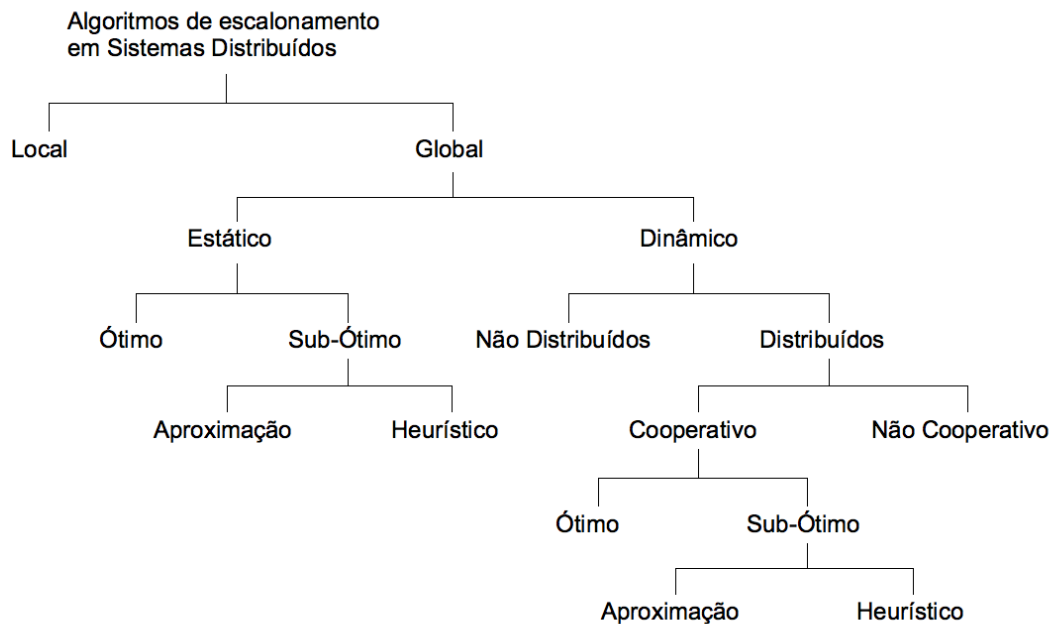 Algoritmos de escalonamento
em Sistemas Distribuídos
Local
Global
Estático
Dinâmico
Ótimo
Sub-Ótimo
Não Distribuídos
Distribuídos
Aproximação
Heurístico
Cooperativo
Não Cooperativo
Ótimo
Sub-Ótimo
Aproximação
Heurístico